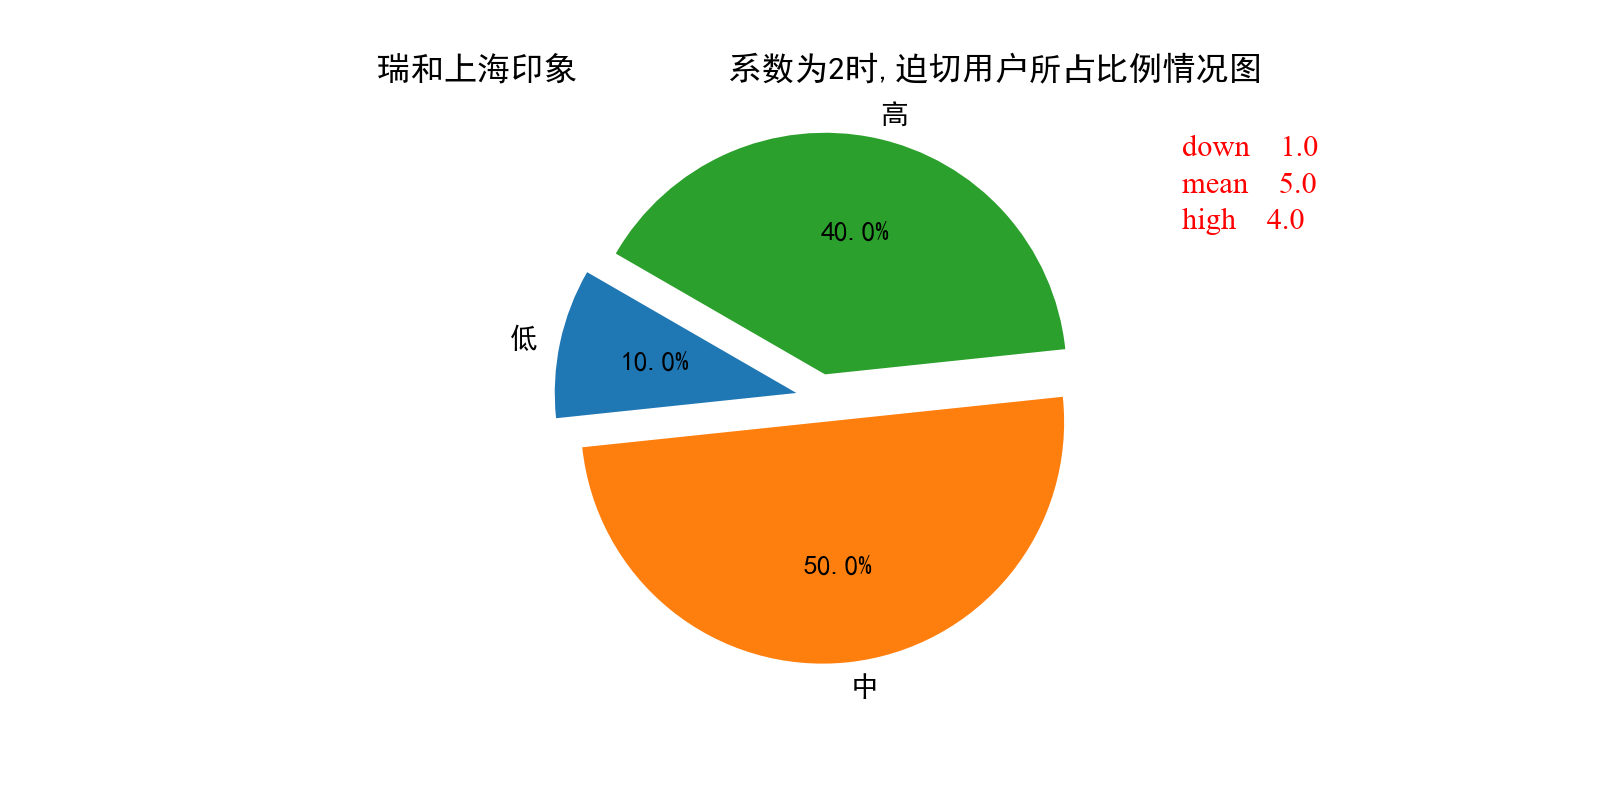 瑞和上海印象 系数为2时,迫切用户所占比例情况图
高
down 1.0
mean 5.0
high 4.0
40.0%
低
10.0%
50.0%
中